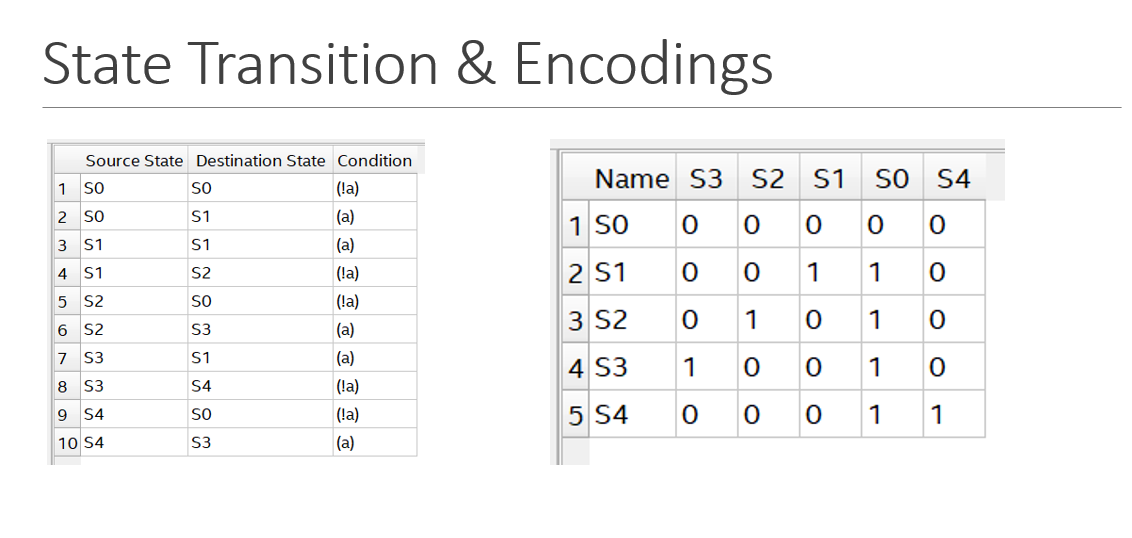 State Transition & Encodings
Source State Destination State Condition
1 S0 S0 (!a)
2 S0 S1 (a)
3 S1 S1 (a)
4 S1 S2 (!a)
5 S2 S0 (!a)
6 S2 S3 (a)
7 S3 S1 (a)
8 S3 S4 (!a)
9 S4 S0 (!a)
10 S4 S3 (a)
Name S3 S2 S1 S0 S4
1 S0 0 0 0 0 0
2 S1 0 0 1 1 0
3 S2 0 1 0 1 0
4 S3 1 0 0 1 0
5 S4 0 0 0 1 1